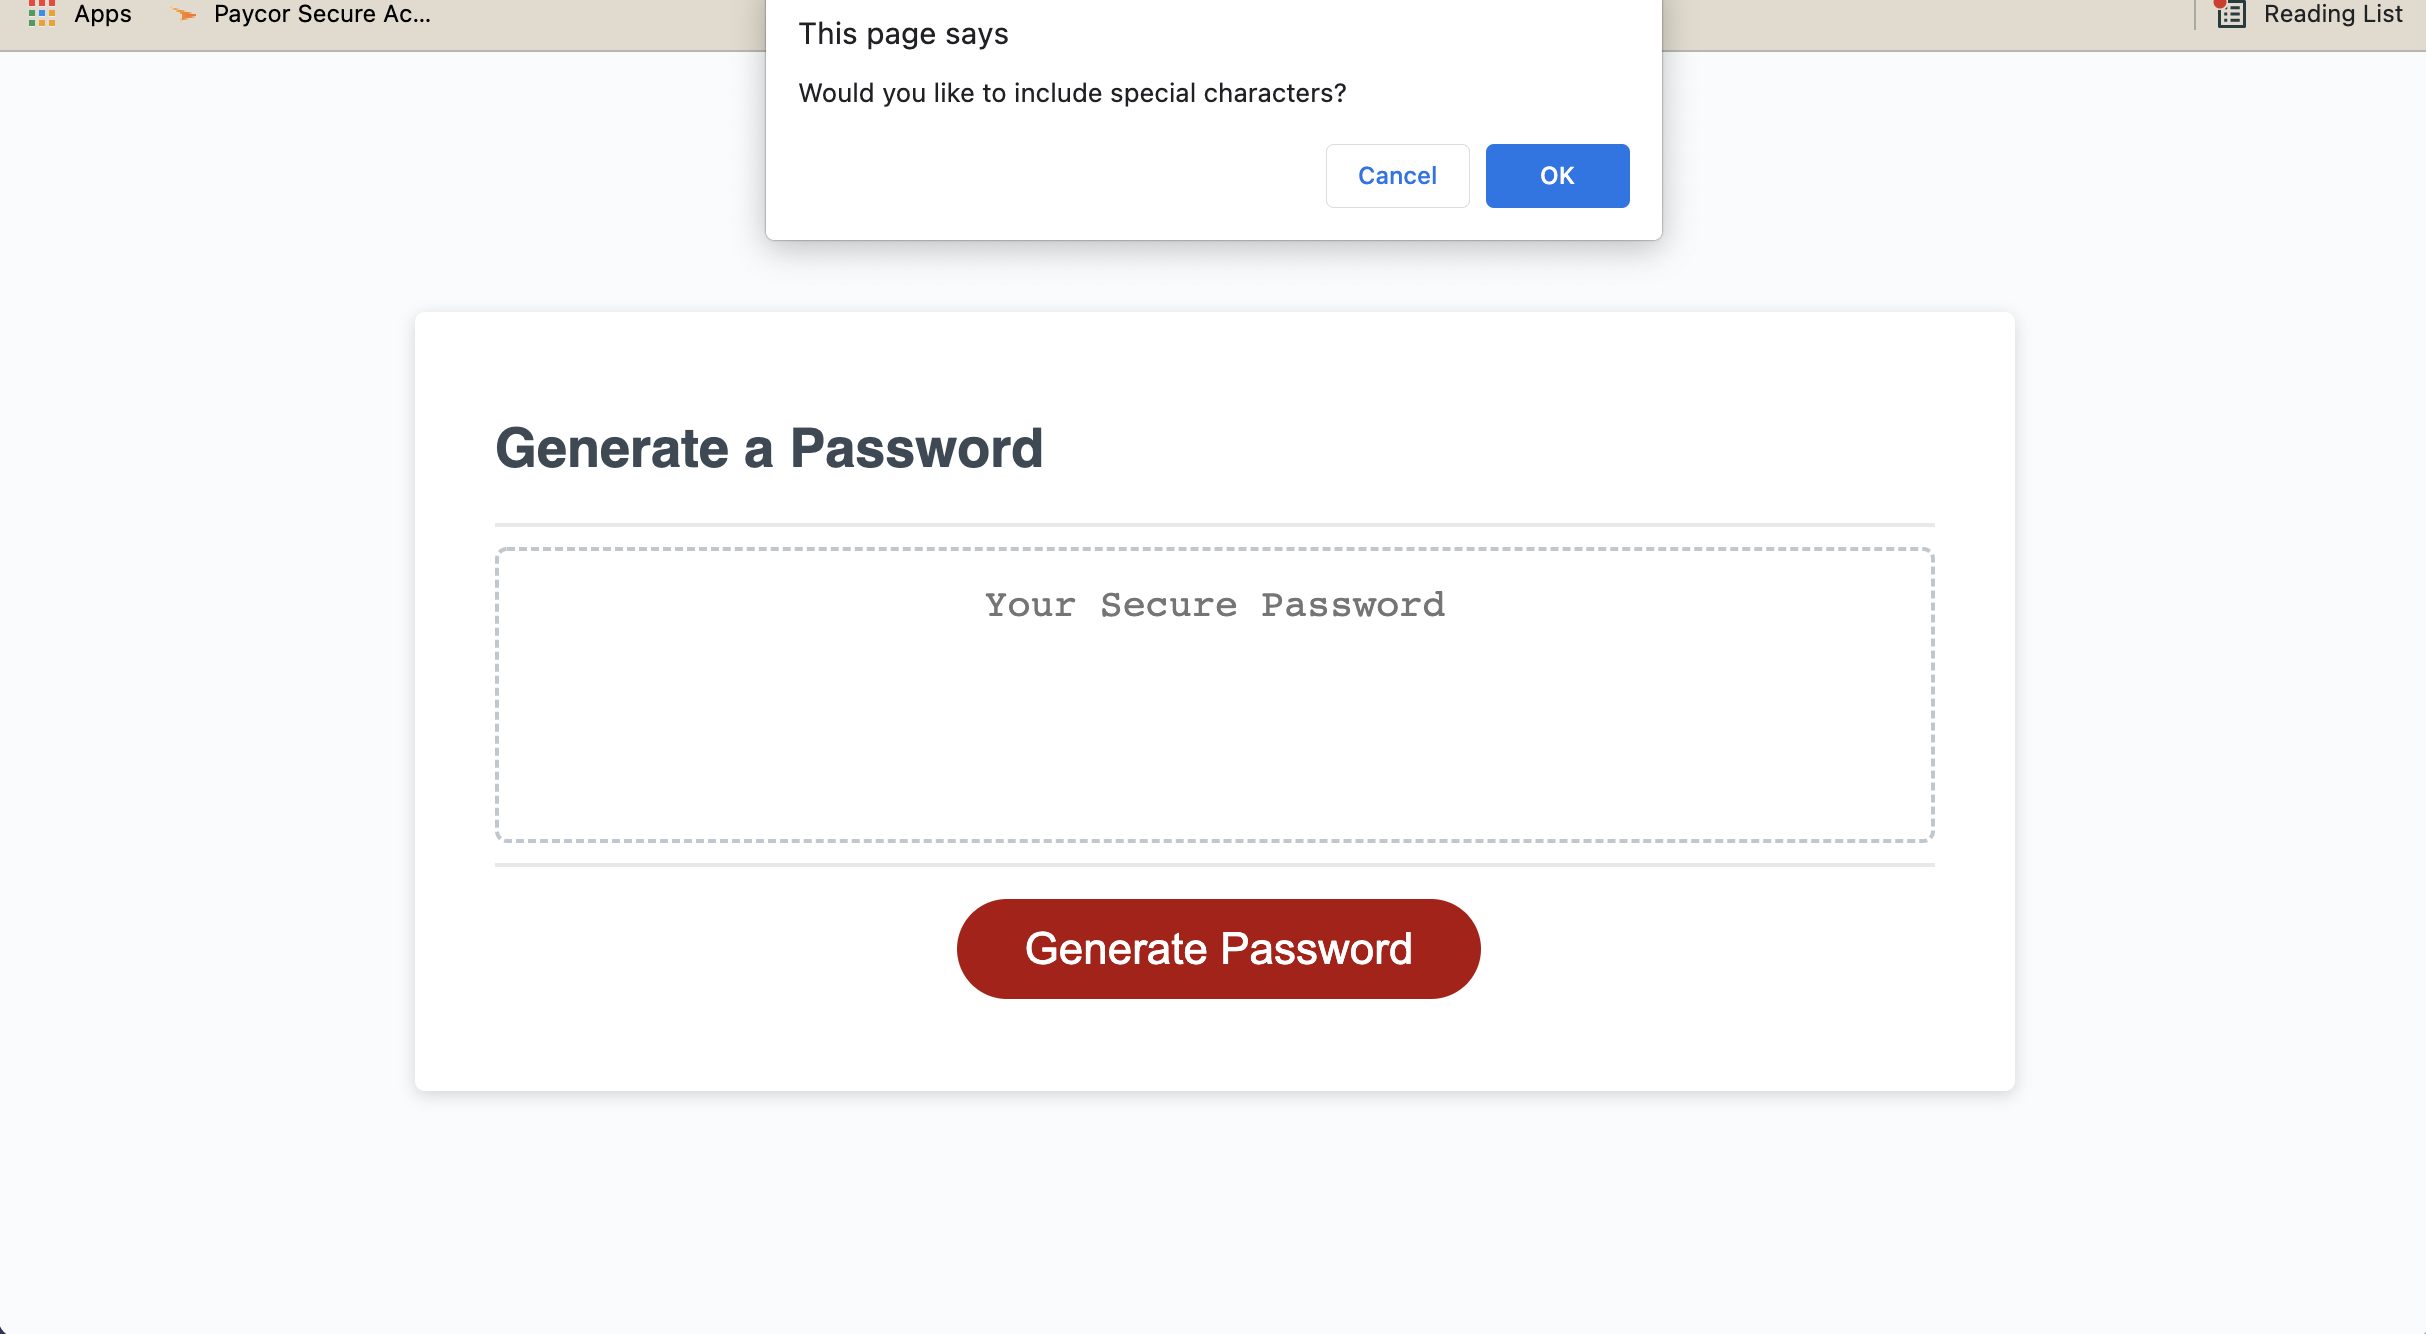 Apps
Paycor Secure Ac...
Reading List
This page says
Would you like to include special characters?
Cancel
OK
Generate a Password
Your Secure Password
Generate Password